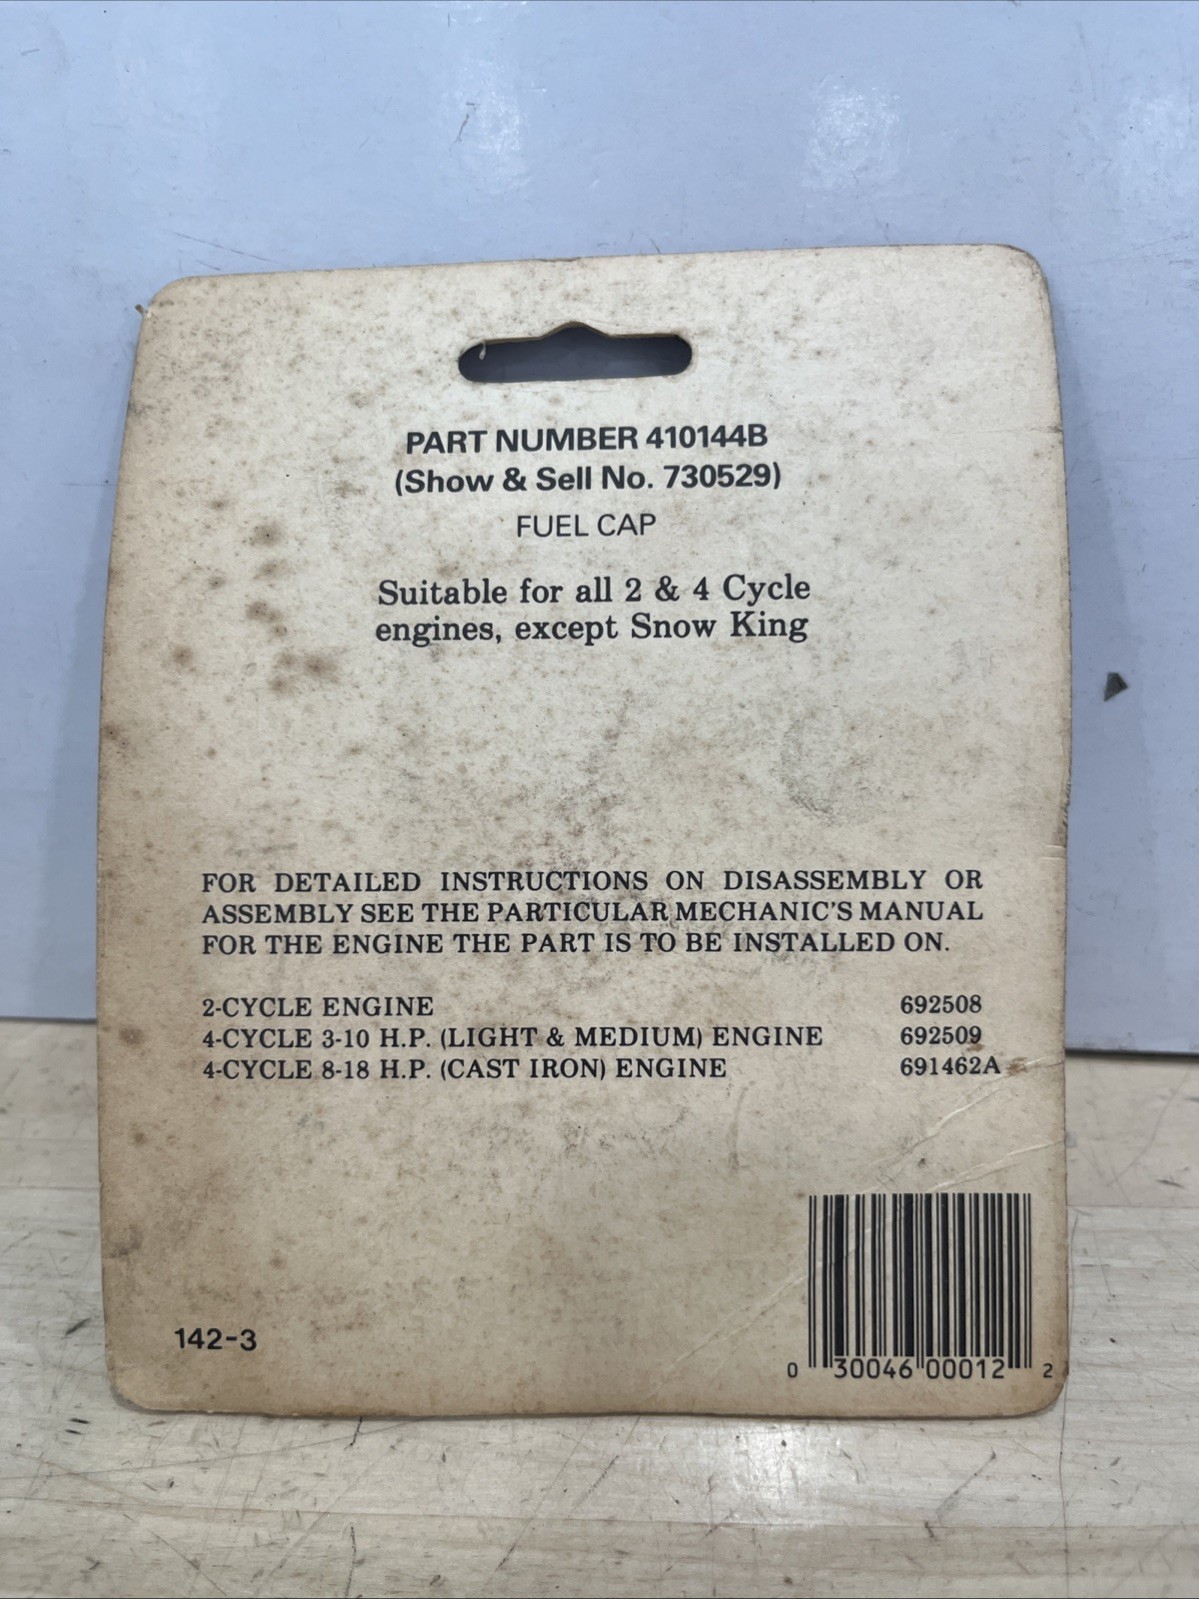 PART NUMBER 410144B
(Show & Sell No. 730529)
FUEL CAP
Suitable for all 2 & 4 Cycle
engines, except Snow King
FOR DETAILED INSTRUCTIONS ON DISASSEMBLY OR
ASSEMBLY SEE THE PARTICULAR MECHANIC'S MANUAL
FOR THE ENGINE THE PART IS TO BE INSTALLED ON.
2-CYCLE ENGINE 692508
4-CYCLE 3-10 H.P. (LIGHT & MEDIUM) ENGINE 692509
4-CYCLE 8-18 H.P. (CAST IRON) ENGINE 691462A
142-3
0 30046 00012 2